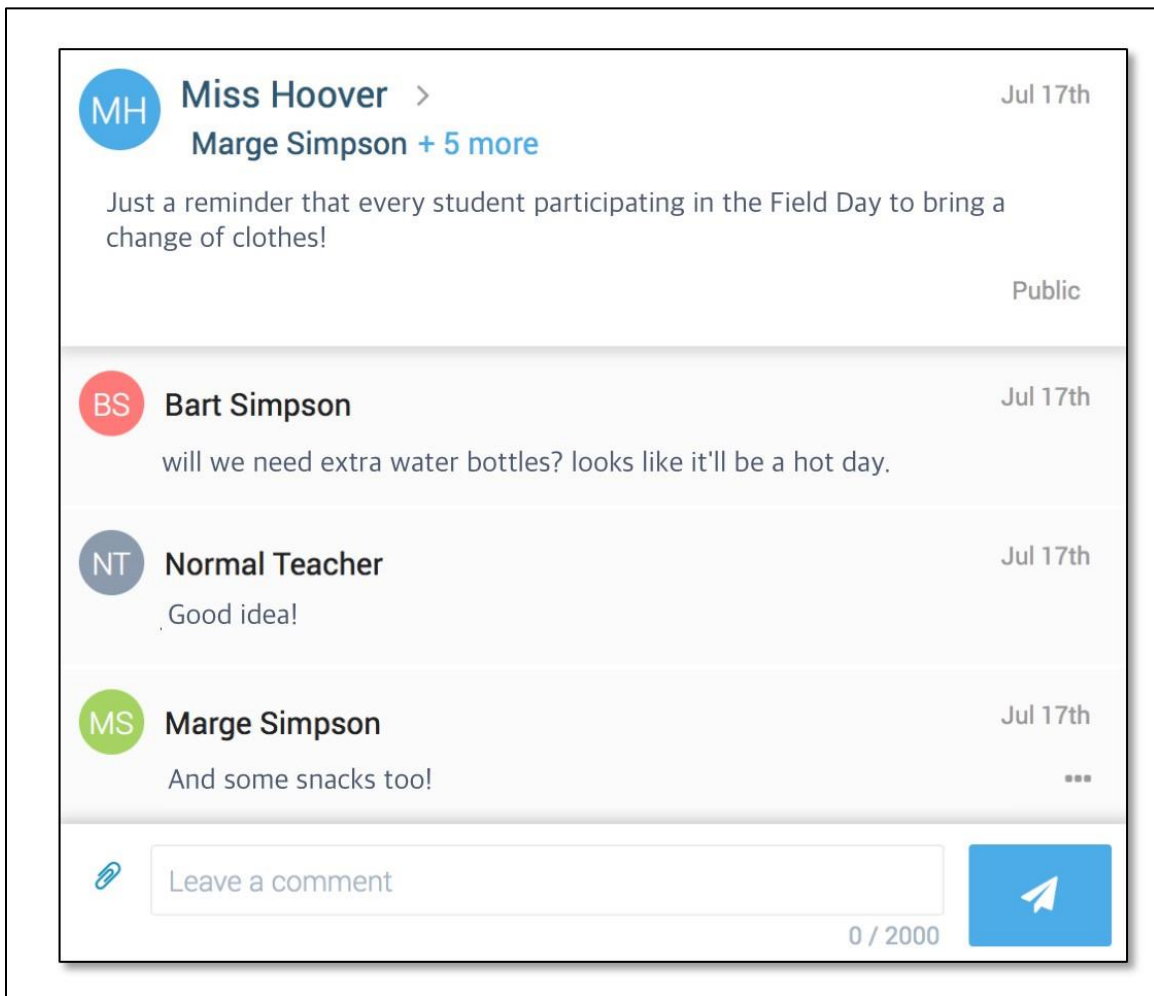 MH Miss Hoover > Jul 17th
Marge Simpson + 5 more
Just a reminder that every student participating in the Field Day to bring a
change of clothes!
Public
BS Bart Simpson Jul 17th
will we need extra water bottles? looks like it'll be a hot day.
NT Normal Teacher Jul 17th
Good idea!
MS Marge Simpson Jul 17th
And some snacks too!
Leave a comment
0 / 2000